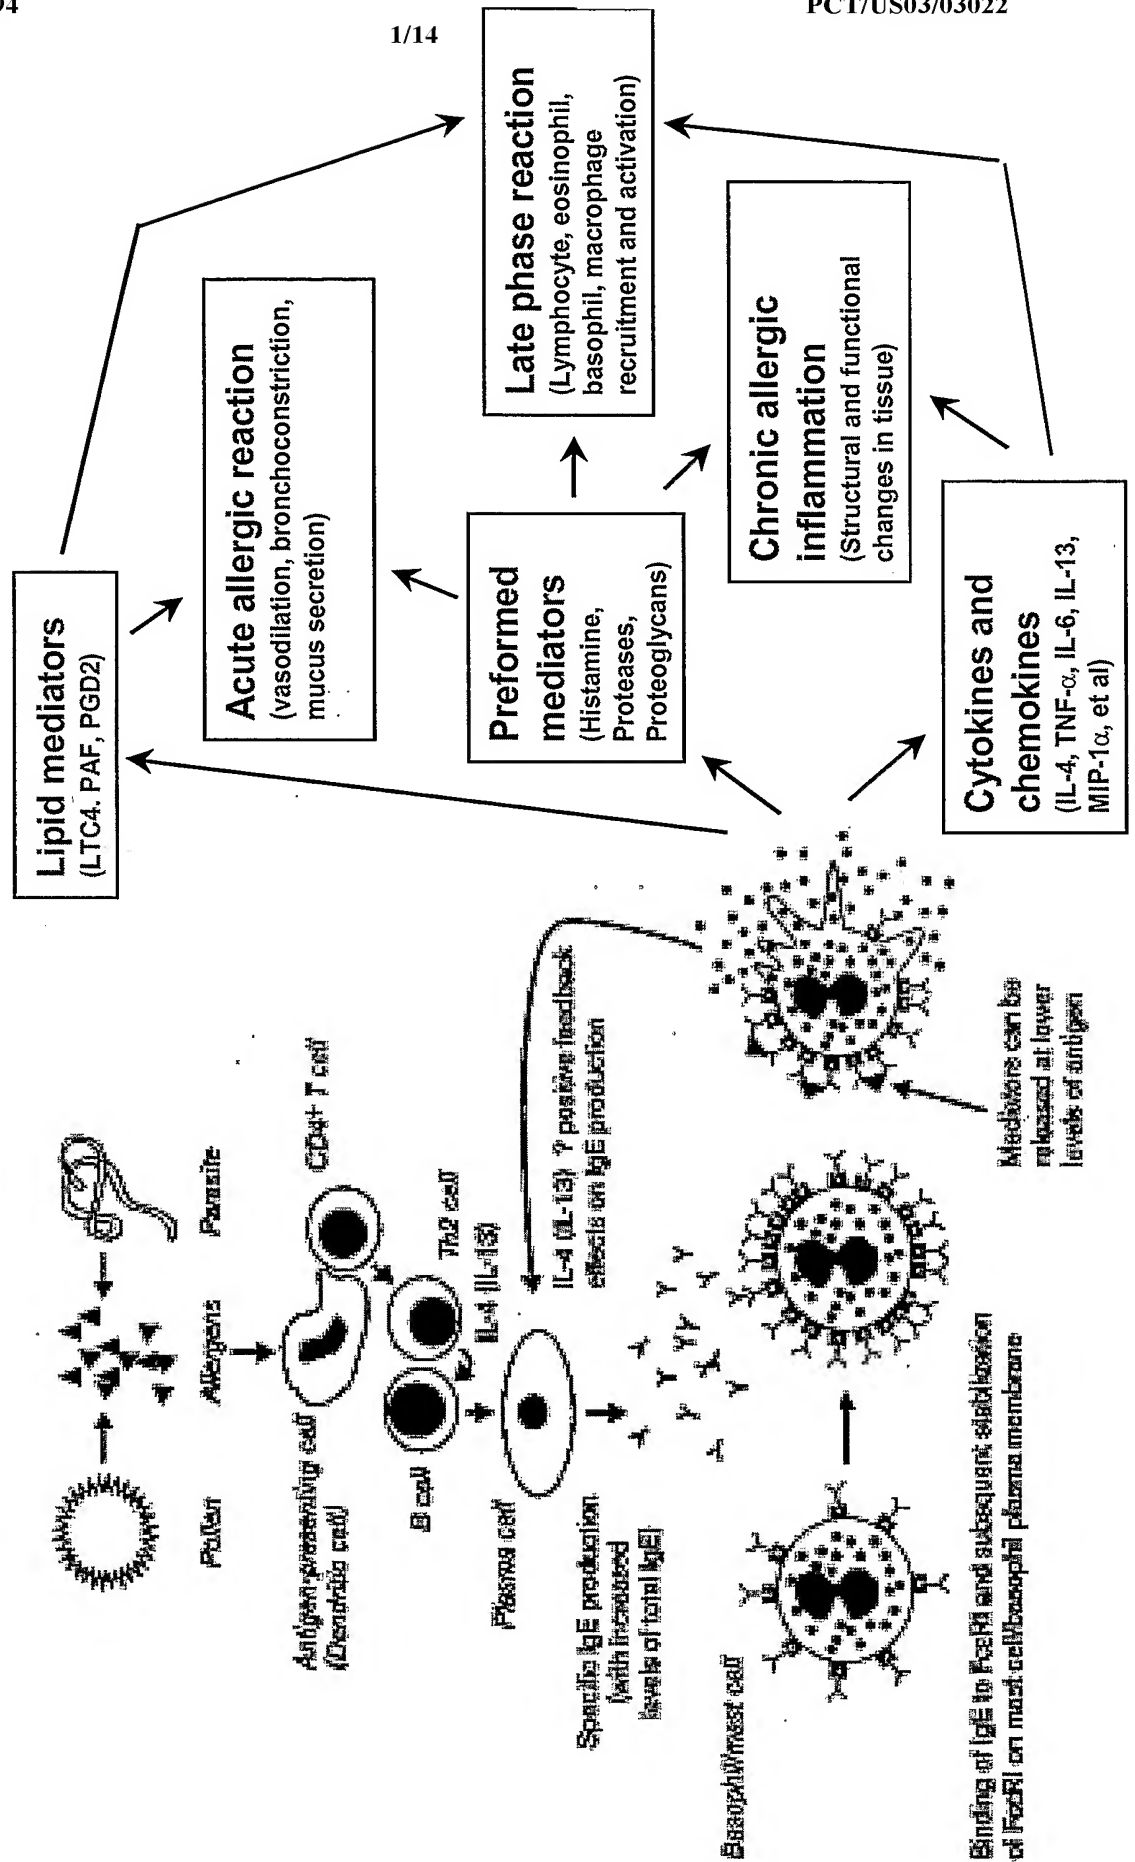 94
PCT/US03/03022
1/14
Pollen
Allergens
Parasite
Antigen-presenting cell
(Dendritic cell)
CD4+ T cell
B cell
Th2 cell
IL-4 (IL-13)
Plasma cell
IL-4 (IL-13) ? positive feedback
effects on IgE production
Specific IgE production
(with increased
levels of total IgE)
Basophil/mast cell
Binding of IgE to FcεRI and subsequent stabilization
of FcεRI on mast cell/basophil plasma membrane
Mediators can be
released at lower
levels of antigen
Lipid mediators
(LTC4. PAF, PGD2)
Acute allergic reaction
(vasodilation, bronchoconstriction,
mucus secretion)
Preformed
mediators
(Histamine,
Proteases,
Proteoglycans)
Late phase reaction
(Lymphocyte, eosinophil,
basophil, macrophage
recruitment and activation)
Chronic allergic
inflammation
(Structural and functional
changes in tissue)
Cytokines and
chemokines
(IL-4, TNF-α, IL-6, IL-13,
MIP-1α, et al)